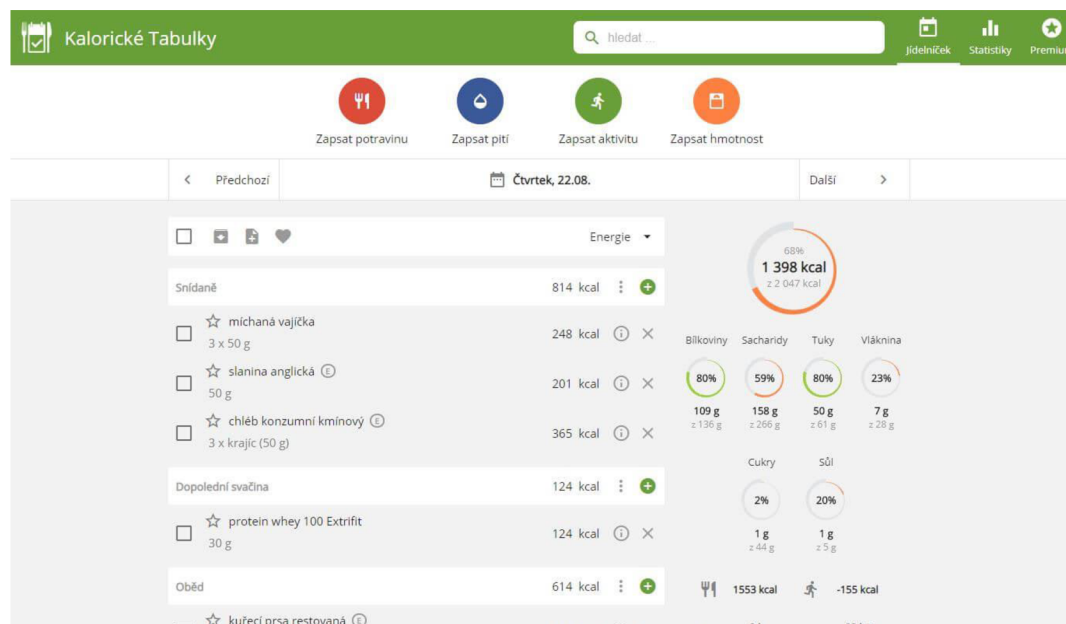 Kalorické Tabulky
hledat ...
Jídelníček
Statistiky
Premium
Zapsat potravinu
Zapsat pití
Zapsat aktivitu
Zapsat hmotnost
Předchozí
Čtvrtek, 22.08.
Další
Energie
68%
1 398 kcal
z 2 047 kcal
Snídaně
814 kcal
míchaná vajíčka
3 x 50 g
248 kcal
slanina anglická E
50 g
201 kcal
chléb konzumní kmínový E
3 x krajíc (50 g)
365 kcal
Bílkoviny
Sacharidy
Tuky
Vláknina
80%
59%
80%
23%
109 g
158 g
50 g
7 g
z 136 g
z 266 g
z 61 g
z 28 g
Cukry
Sůl
2%
20%
1 g
1 g
z 44 g
z 5 g
Dopolední svačina
124 kcal
protein whey 100 Extrifit
30 g
124 kcal
Oběd
614 kcal
1553 kcal
-155 kcal
kuřecí prsa restovaná E